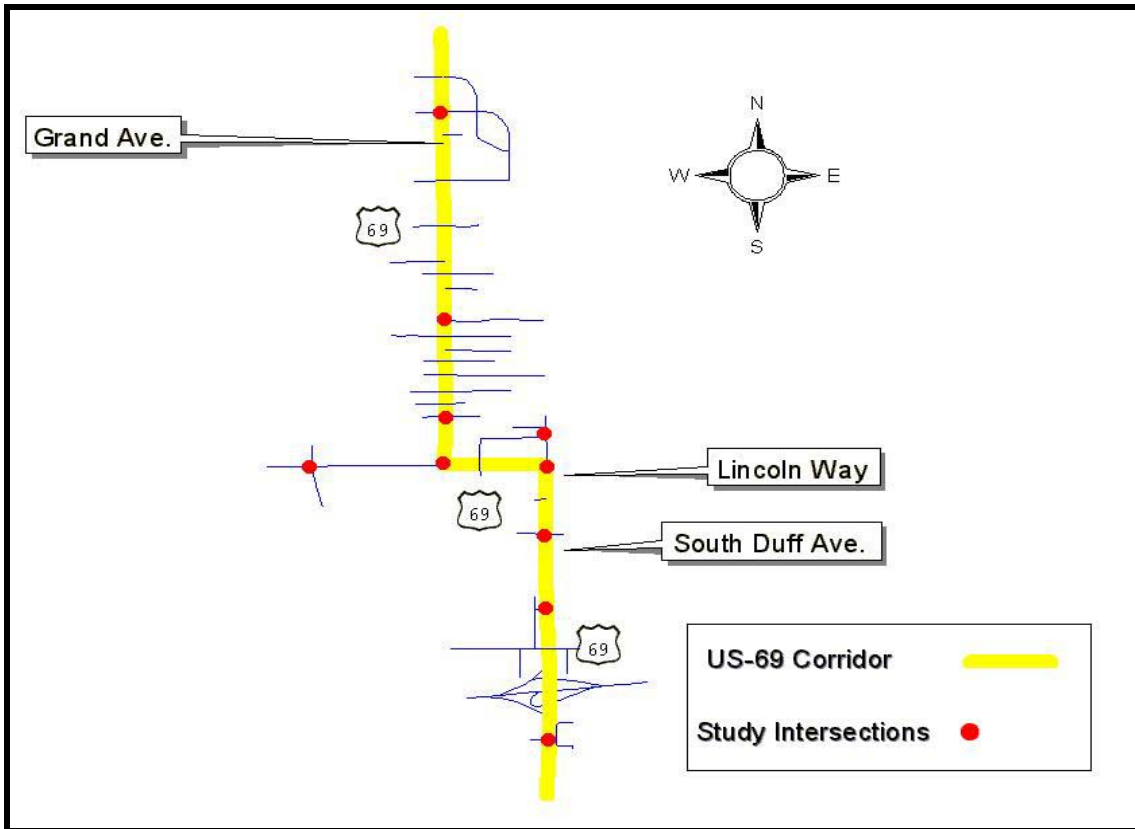 Grand Ave.
N
W
E
S
69
69
Lincoln Way
South Duff Ave.
69
US-69 Corridor
Study Intersections